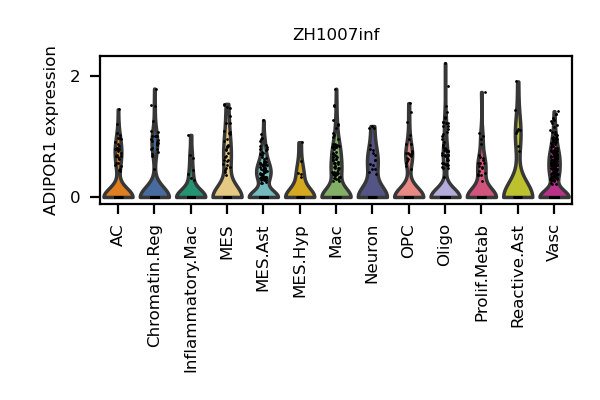 ZH1007inf
ADIPOR1 expression
2
0
AC
Chromatin.Reg
Inflammatory.Mac
MES
MES.Ast
MES.Hyp
Mac
Neuron
OPC
Oligo
Prolif.Metab
Reactive.Ast
Vasc